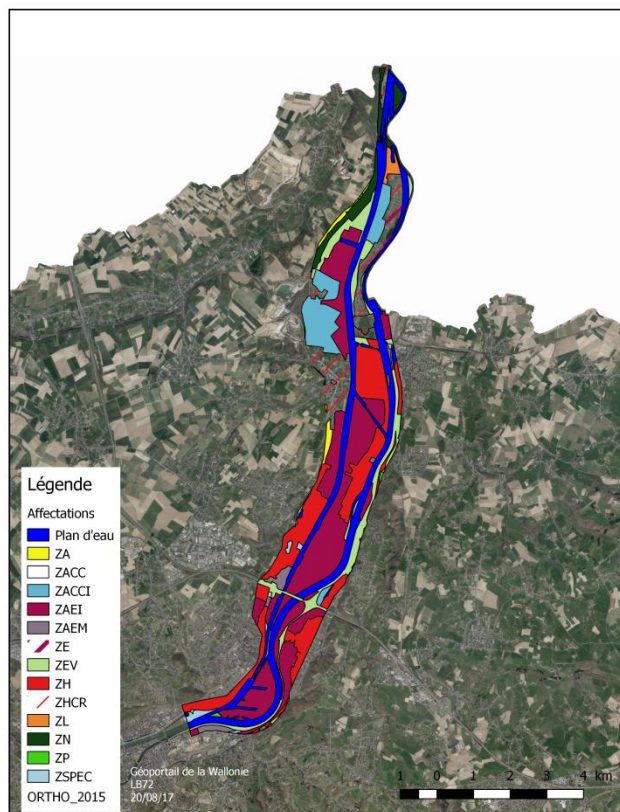 Légende
Affectations
Plan d'eau
ZA
ZACC
ZACCI
ZAEI
ZAEM
ZE
ZEV
ZH
ZHCR
ZL
ZN
ZP
ZSPEC
ORTHO_2015
Géoportail de la Wallonie
LB72
20/08/17
1 0 1 2 3 4 km